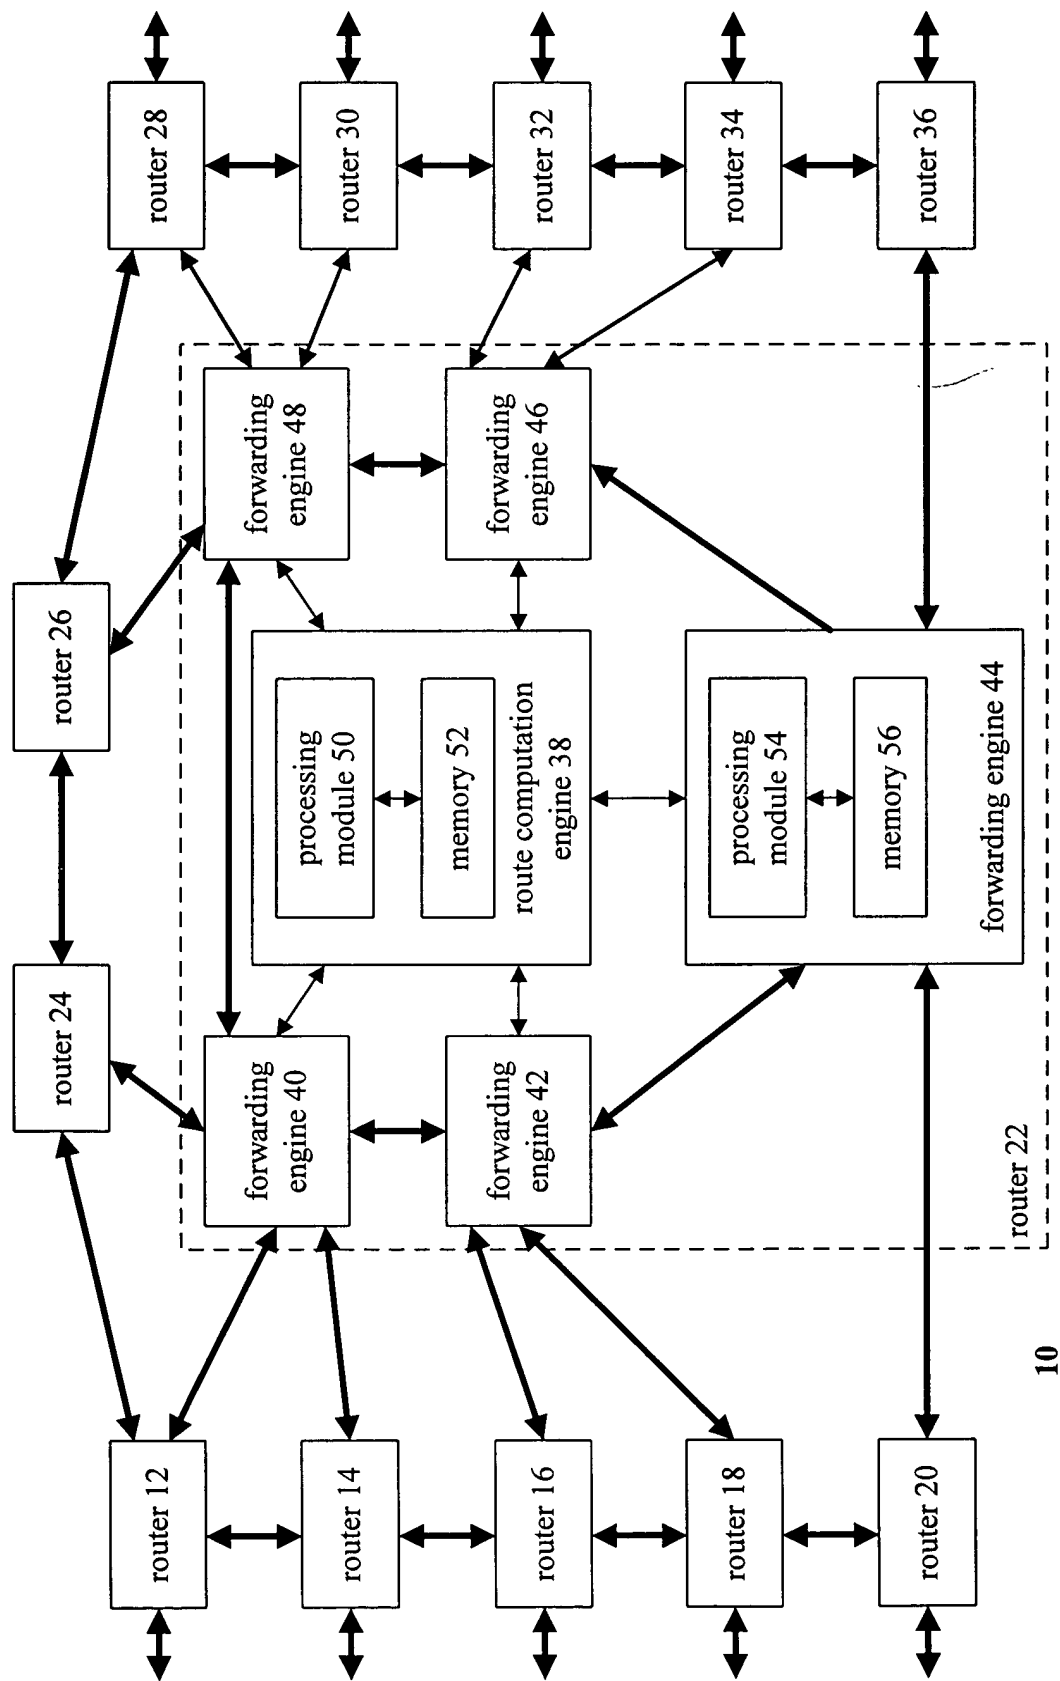 router 24
router 26
router 12
router 14
router 16
router 18
router 20
forwarding
engine 40
forwarding
engine 42
processing
module 50
memory 52
route computation
engine 38
processing
module 54
memory 56
forwarding engine 44
forwarding
engine 48
forwarding
engine 46
router 28
router 30
router 32
router 34
router 36
router 22
10